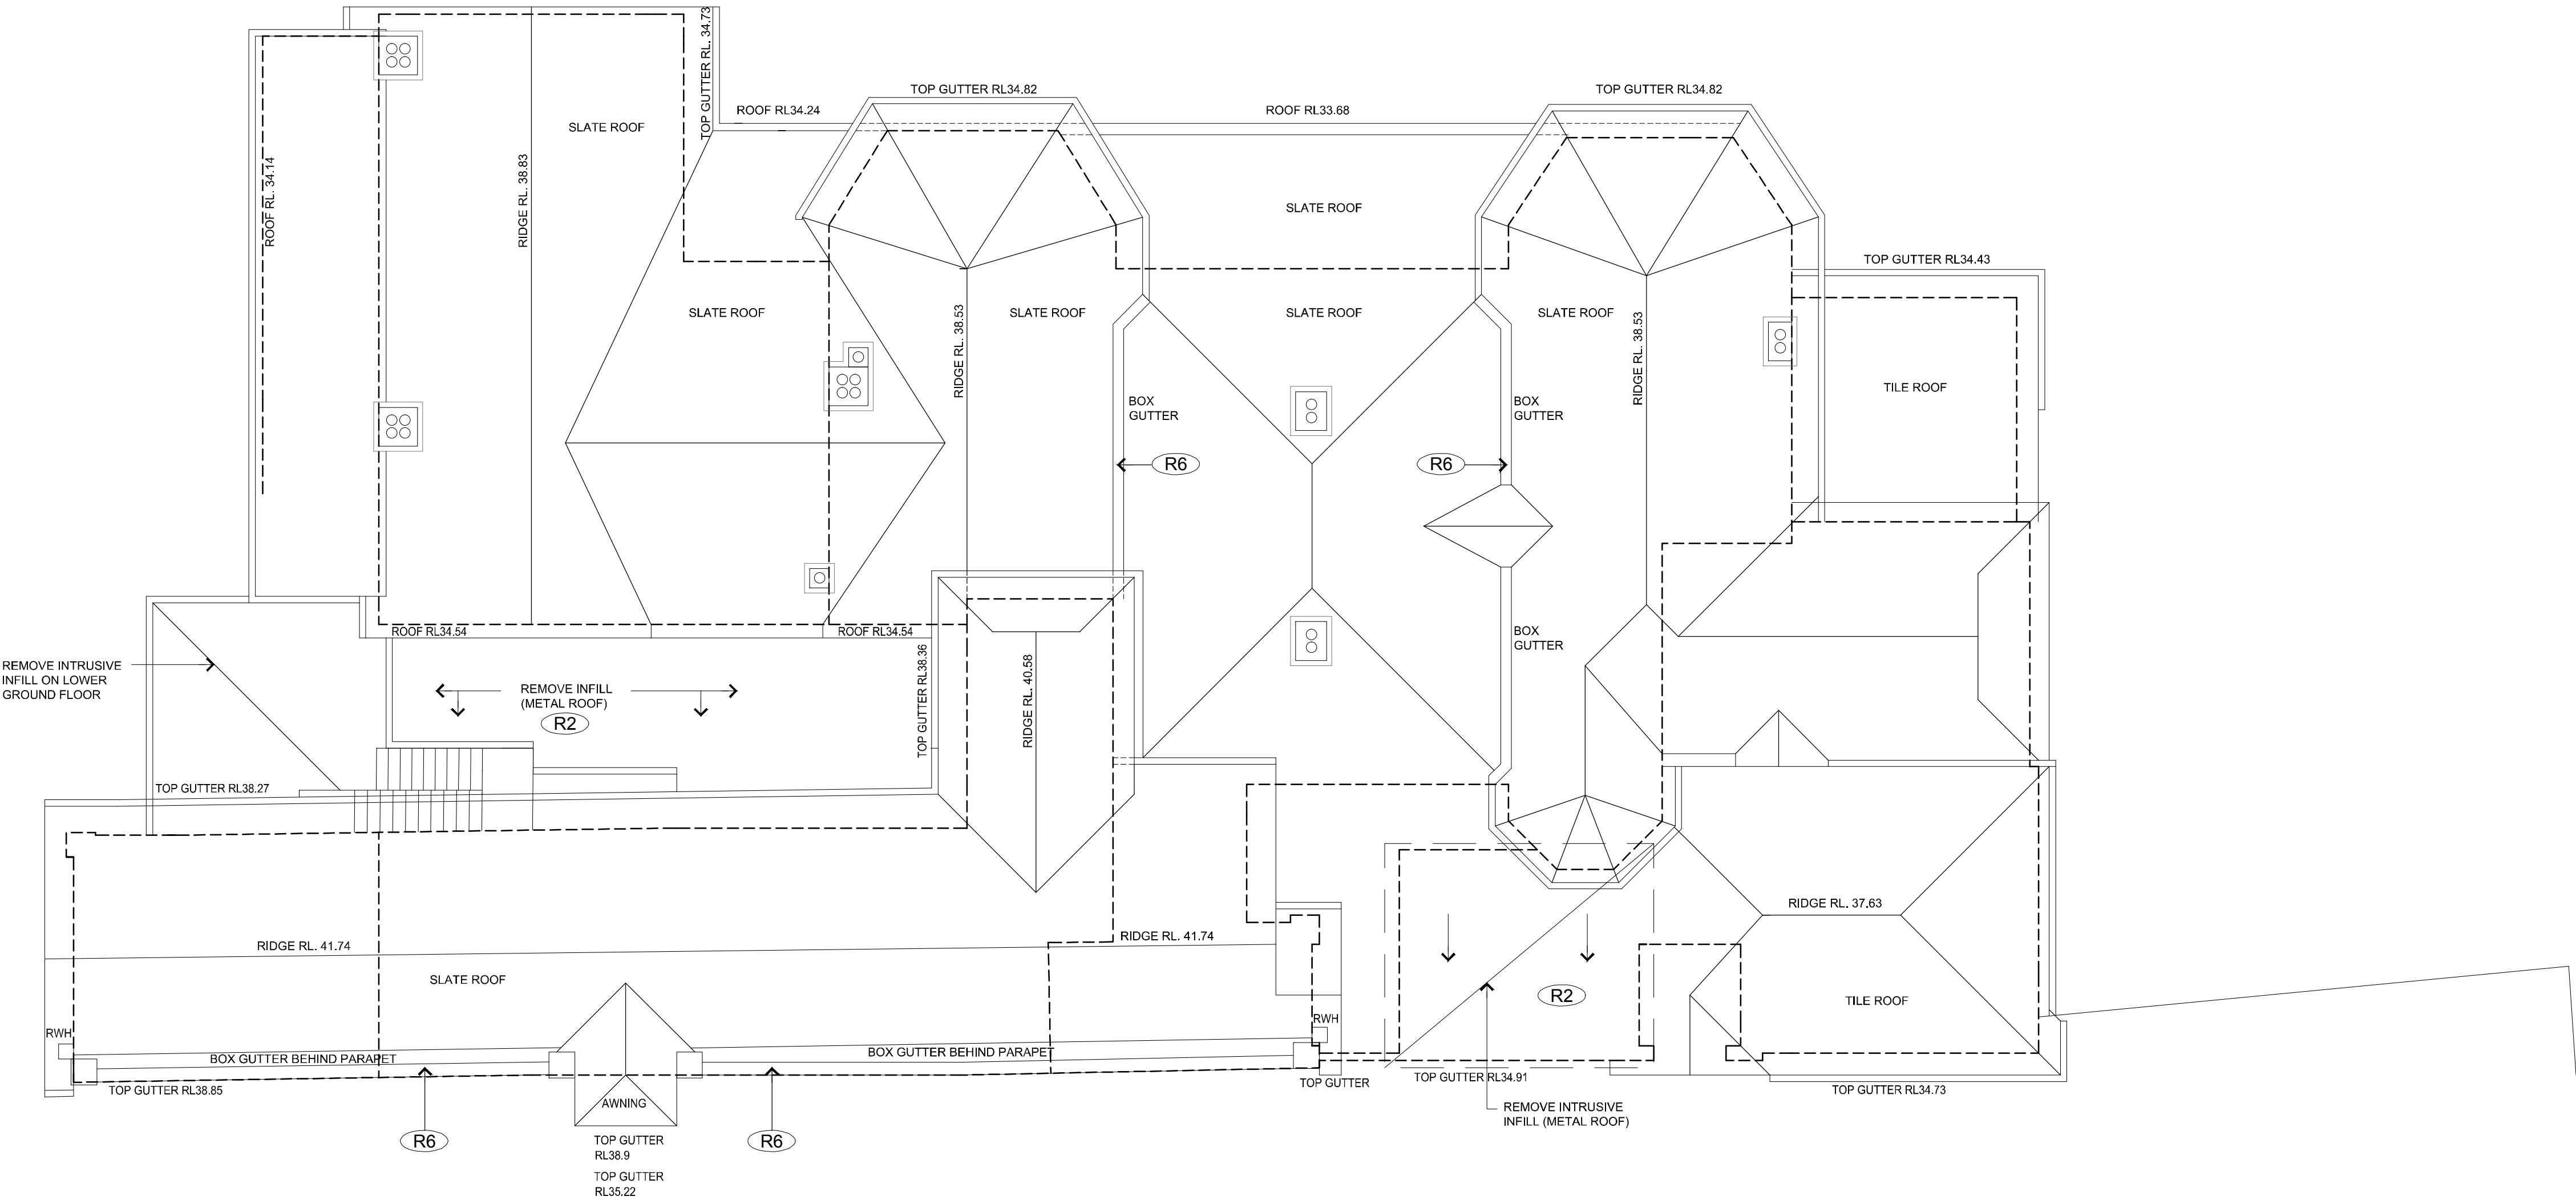 TOP GUTTER RL. 34.73
TOP GUTTER RL34.82
TOP GUTTER RL34.82
ROOF RL34.24
ROOF RL33.68
SLATE ROOF
ROOF RL. 34.14
RIDGE RL. 38.83
SLATE ROOF
TOP GUTTER RL34.43
SLATE ROOF
RIDGE RL. 38.53
SLATE ROOF
SLATE ROOF
SLATE ROOF
RIDGE RL. 38.53
TILE ROOF
BOX
GUTTER
BOX
GUTTER
R6
R6
ROOF RL34.54
ROOF RL34.54
BOX
GUTTER
REMOVE INTRUSIVE
INFILL ON LOWER
GROUND FLOOR
REMOVE INFILL
(METAL ROOF)
R2
TOP GUTTER RL38.36
RIDGE RL. 40.58
TOP GUTTER RL38.27
RIDGE RL. 37.63
RIDGE RL. 41.74
RIDGE RL. 41.74
SLATE ROOF
R2
TILE ROOF
RWH
RWH
BOX GUTTER BEHIND PARAPET
BOX GUTTER BEHIND PARAPET
TOP GUTTER RL38.85
AWNING
TOP GUTTER
TOP GUTTER RL34.91
TOP GUTTER RL34.73
REMOVE INTRUSIVE
INFILL (METAL ROOF)
R6
R6
TOP GUTTER
RL38.9
TOP GUTTER
RL35.22